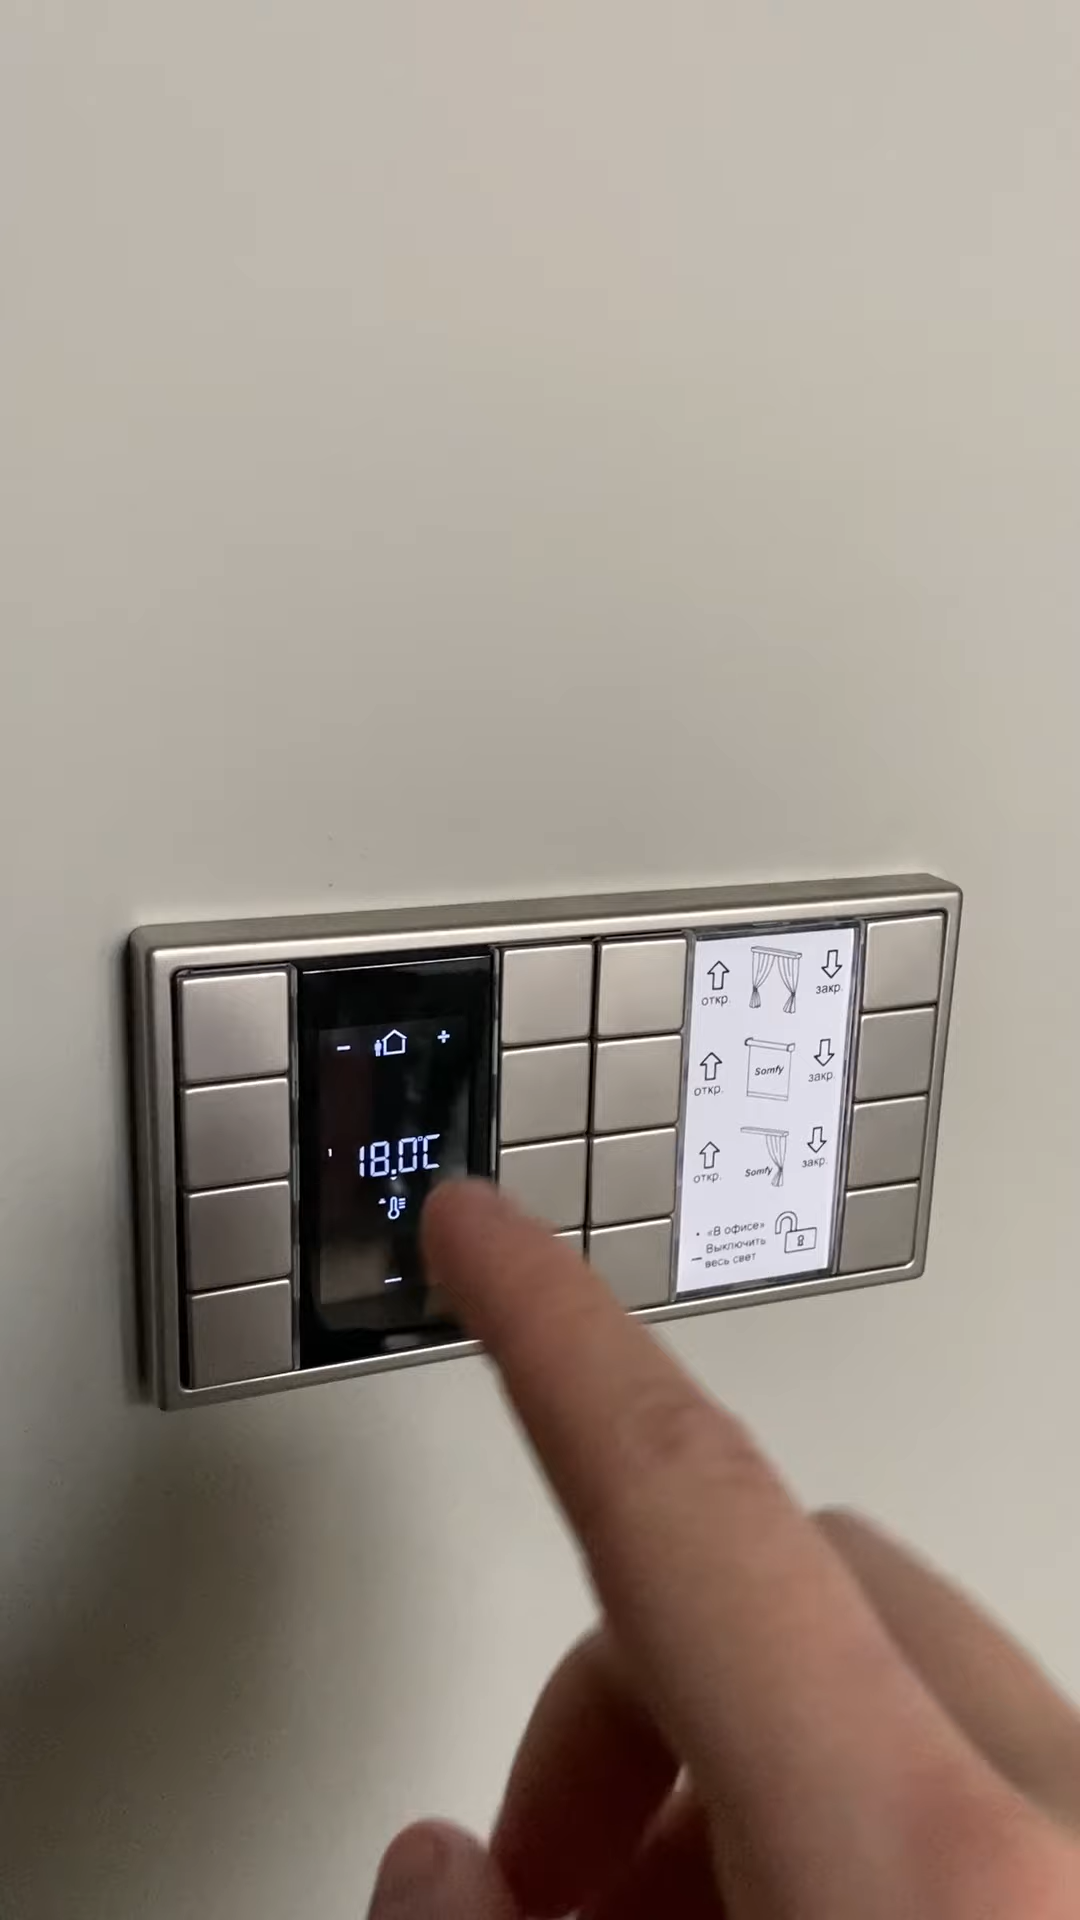 − +
18.0°C
откр. закр.
откр. Somfy закр.
откр. Somfy закр.
• «В офисе»
— Выключить
весь свет